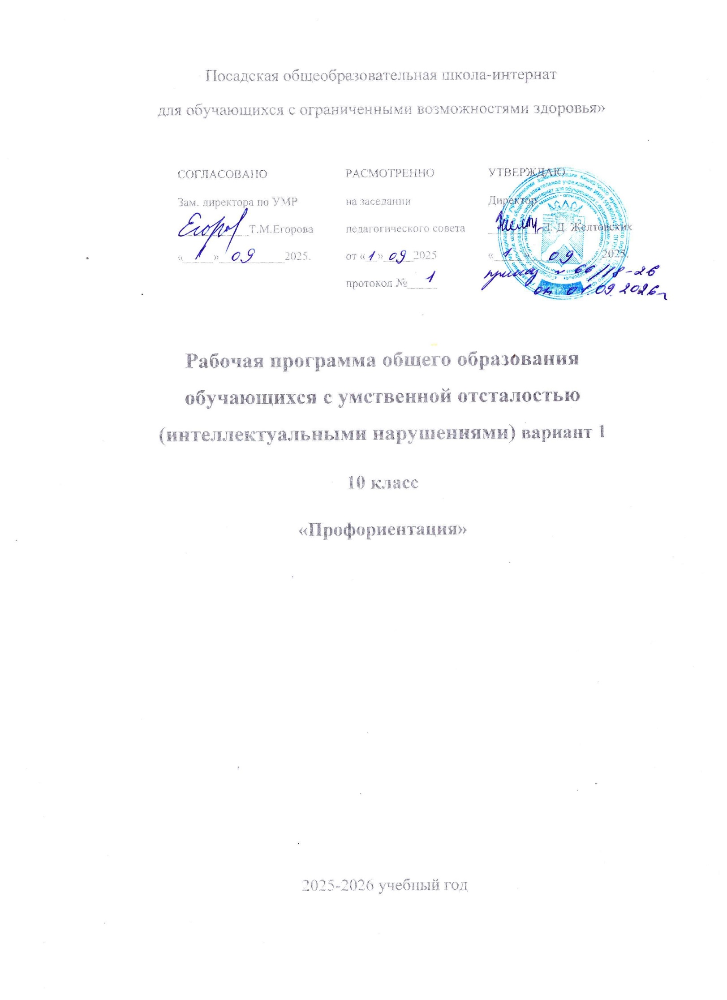 Посадская общеобразовательная школа-интернат
для обучающихся с ограниченными возможностями здоровья»
СОГЛАСОВАНО
Зам. директора по УМР
Егоров Т.М.Егорова
« 1 » 09 2025.
РАСМОТРЕННО
на заседании
педагогического совета
от « 1 » 09 2025
протокол № 1
УТВЕРЖДАЮ
Директор
Л. Д. Желтовских
« 1 09 2025.
приказ № 66/18-26
от 01.09.2026г
Рабочая программа общего образования
обучающихся с умственной отсталостью
(интеллектуальными нарушениями) вариант 1
10 класс
«Профориентация»
2025-2026 учебный год